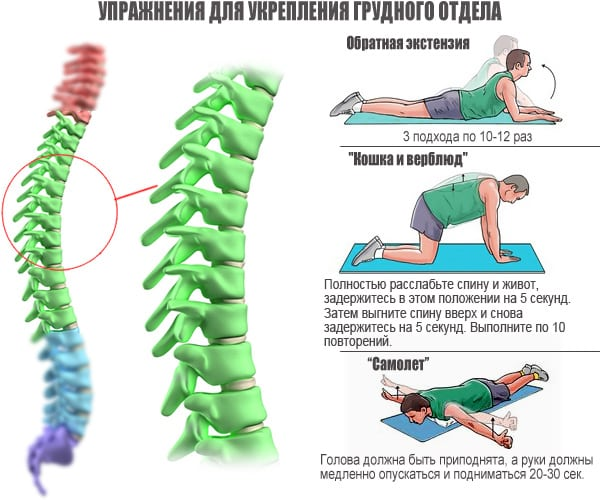 УПРАЖНЕНИЯ ДЛЯ УКРЕПЛЕНИЯ ГРУДНОГО ОТДЕЛА
Обратная экстензия
3 подхода по 10-12 раз
"Кошка и верблюд"
Полностью расслабьте спину и живот,
задержитесь в этом положении на 5 секунд.
Затем выгните спину вверх и снова
задержитесь на 5 секунд. Выполните по 10
повторений.
“Самолет”
Голова должна быть приподнята, а руки должны
медленно опускаться и подниматься 20-30 сек.